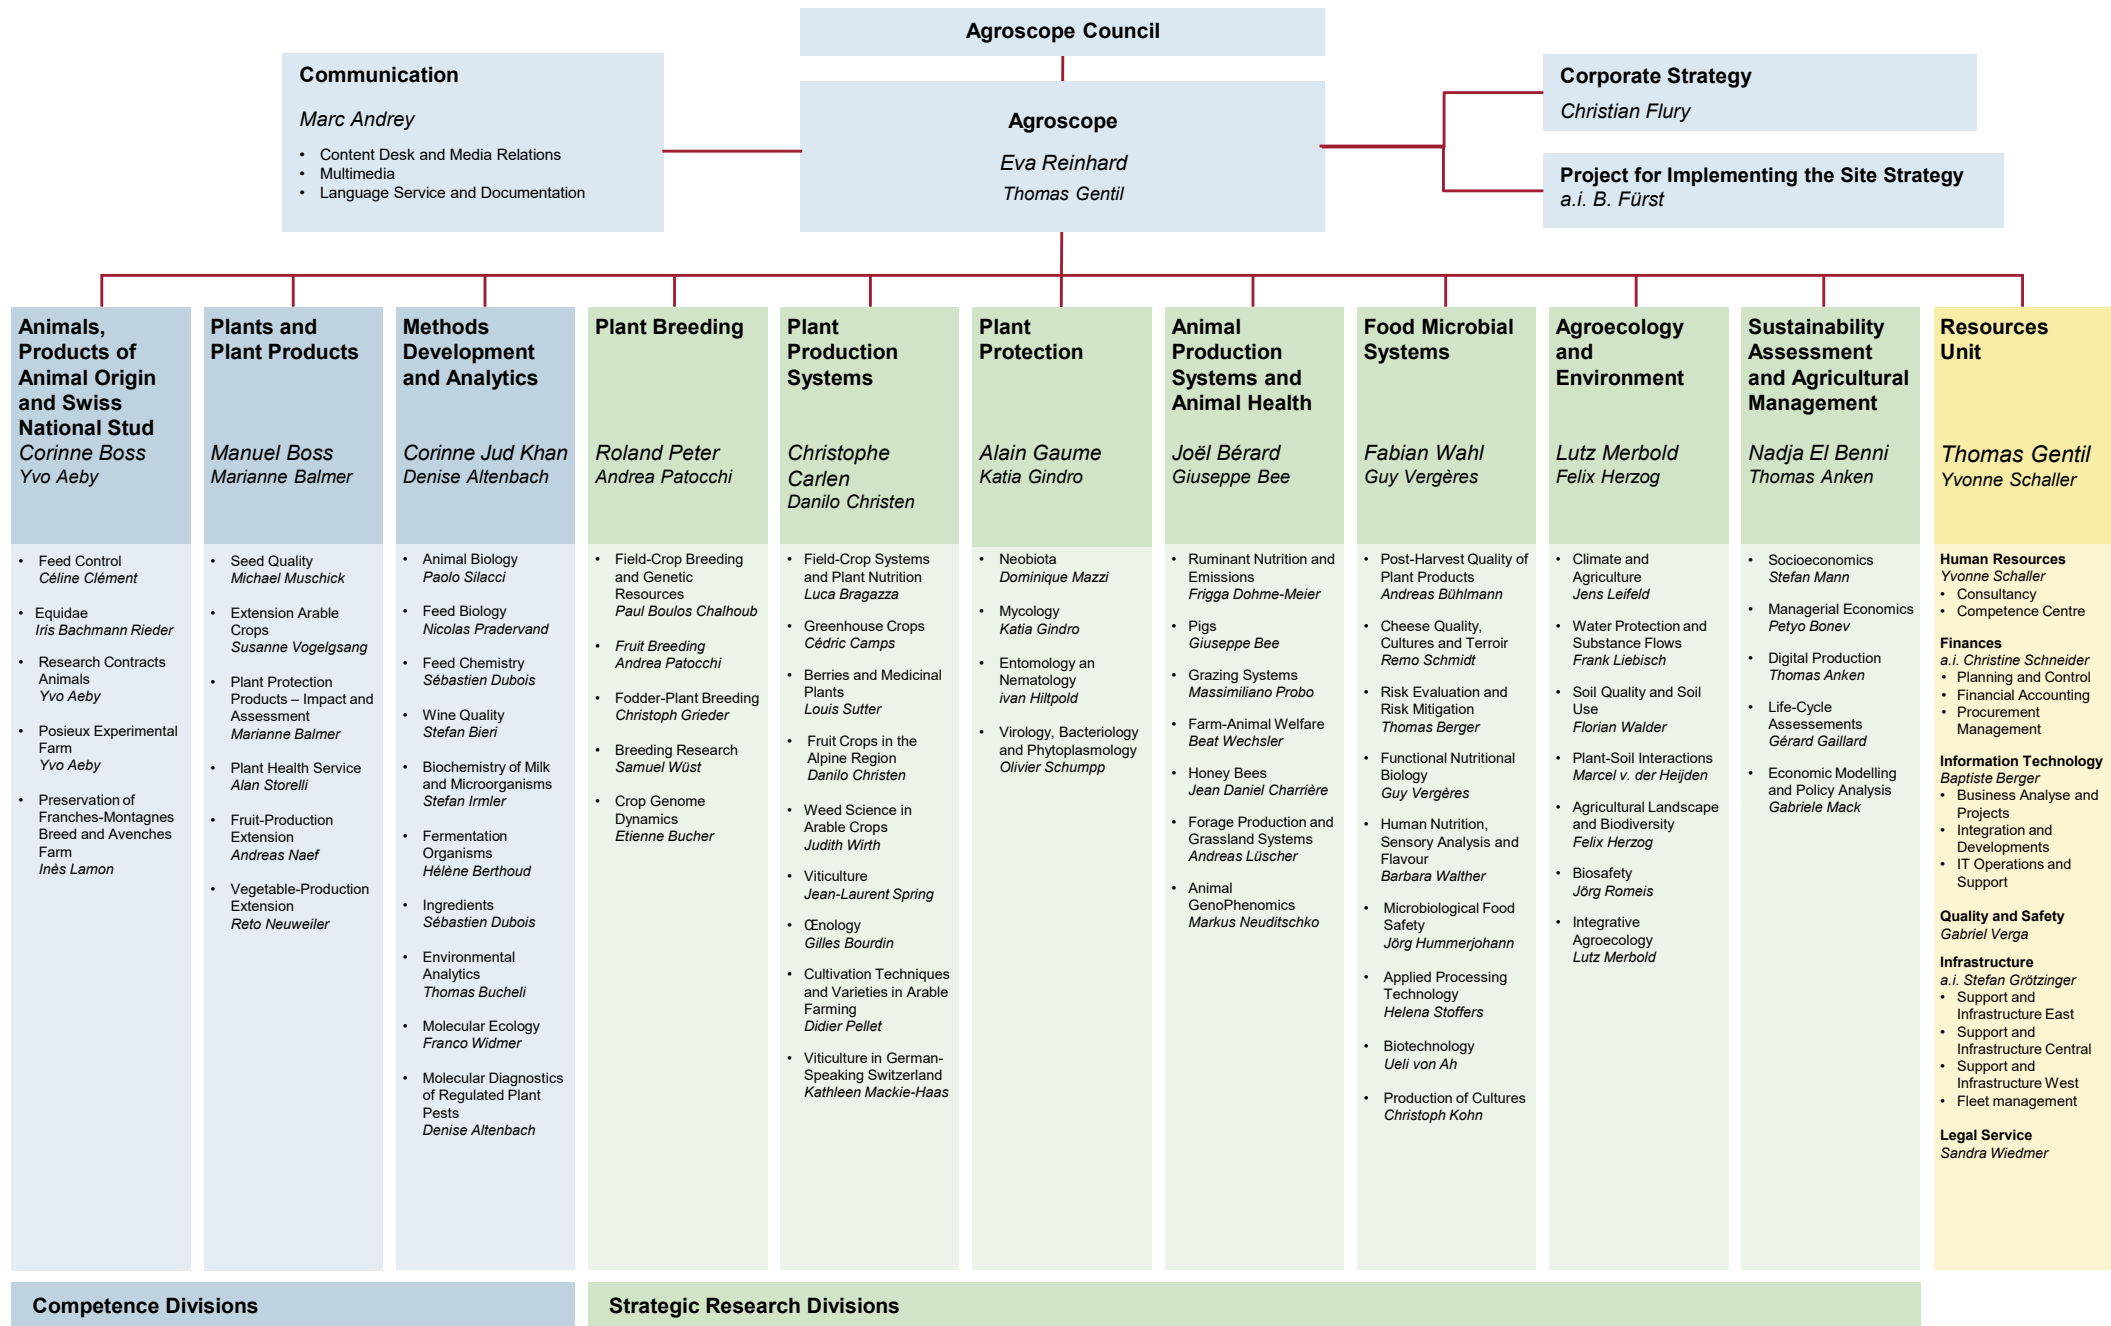 Agroscope Council
Communication
Marc Andrey
• Content Desk and Media Relations
• Multimedia
• Language Service and Documentation
Agroscope
Eva Reinhard
Thomas Gentil
Corporate Strategy
Christian Flury
Project for Implementing the Site Strategy
a.i. B. Fürst
Animals,
Products of
Animal Origin
and Swiss
National Stud
Corinne Boss
Yvo Aeby
• Feed Control
Céline Clément
• Equidae
Iris Bachmann Rieder
• Research Contracts
Animals
Yvo Aeby
• Posieux Experimental
Farm
Yvo Aeby
• Preservation of
Franches-Montagnes
Breed and Avenches
Farm
Inès Lamon
Plants and
Plant Products
Manuel Boss
Marianne Balmer
• Seed Quality
Michael Muschick
• Extension Arable
Crops
Susanne Vogelgsang
• Plant Protection
Products – Impact and
Assessment
Marianne Balmer
• Plant Health Service
Alan Storelli
• Fruit-Production
Extension
Andreas Naef
• Vegetable-Production
Extension
Reto Neuweiler
Methods
Development
and Analytics
Corinne Jud Khan
Denise Altenbach
• Animal Biology
Paolo Silacci
• Feed Biology
Nicolas Pradervand
• Feed Chemistry
Sébastien Dubois
• Wine Quality
Stefan Bieri
• Biochemistry of Milk
and Microorganisms
Stefan Irmler
• Fermentation
Organisms
Hélène Berthoud
• Ingredients
Sébastien Dubois
• Environmental
Analytics
Thomas Bucheli
• Molecular Ecology
Franco Widmer
• Molecular Diagnostics
of Regulated Plant
Pests
Denise Altenbach
Plant Breeding
Roland Peter
Andrea Patocchi
• Field-Crop Breeding
and Genetic
Resources
Paul Boulos Chalhoub
• Fruit Breeding
Andrea Patocchi
• Fodder-Plant Breeding
Christoph Grieder
• Breeding Research
Samuel Wüst
• Crop Genome
Dynamics
Etienne Bucher
Plant
Production
Systems
Christophe
Carlen
Danilo Christen
• Field-Crop Systems
and Plant Nutrition
Luca Bragazza
• Greenhouse Crops
Cédric Camps
• Berries and Medicinal
Plants
Louis Sutter
• Fruit Crops in the
Alpine Region
Danilo Christen
• Weed Science in
Arable Crops
Judith Wirth
• Viticulture
Jean-Laurent Spring
• Œnology
Gilles Bourdin
• Cultivation Techniques
and Varieties in Arable
Farming
Didier Pellet
• Viticulture in German-
Speaking Switzerland
Kathleen Mackie-Haas
Plant
Protection
Alain Gaume
Katia Gindro
• Neobiota
Dominique Mazzi
• Mycology
Katia Gindro
• Entomology an
Nematology
ivan Hiltpold
• Virology, Bacteriology
and Phytoplasmology
Olivier Schumpp
Animal
Production
Systems and
Animal Health
Joël Bérard
Giuseppe Bee
• Ruminant Nutrition and
Emissions
Frigga Dohme-Meier
• Pigs
Giuseppe Bee
• Grazing Systems
Massimiliano Probo
• Farm-Animal Welfare
Beat Wechsler
• Honey Bees
Jean Daniel Charrière
• Forage Production and
Grassland Systems
Andreas Lüscher
• Animal
GenoPhenomics
Markus Neuditschko
Food Microbial
Systems
Fabian Wahl
Guy Vergères
• Post-Harvest Quality of
Plant Products
Andreas Bühlmann
• Cheese Quality,
Cultures and Terroir
Remo Schmidt
• Risk Evaluation and
Risk Mitigation
Thomas Berger
• Functional Nutritional
Biology
Guy Vergères
• Human Nutrition,
Sensory Analysis and
Flavour
Barbara Walther
• Microbiological Food
Safety
Jörg Hummerjohann
• Applied Processing
Technology
Helena Stoffers
• Biotechnology
Ueli von Ah
• Production of Cultures
Christoph Kohn
Agroecology
and
Environment
Lutz Merbold
Felix Herzog
• Climate and
Agriculture
Jens Leifeld
• Water Protection and
Substance Flows
Frank Liebisch
• Soil Quality and Soil
Use
Florian Walder
• Plant-Soil Interactions
Marcel v. der Heijden
• Agricultural Landscape
and Biodiversity
Felix Herzog
• Biosafety
Jörg Romeis
• Integrative
Agroecology
Lutz Merbold
Sustainability
Assessment
and Agricultural
Management
Nadja El Benni
Thomas Anken
• Socioeconomics
Stefan Mann
• Managerial Economics
Petyo Bonev
• Digital Production
Thomas Anken
• Life-Cycle
Assessements
Gérard Gaillard
• Economic Modelling
and Policy Analysis
Gabriele Mack
Resources
Unit
Thomas Gentil
Yvonne Schaller
Human Resources
Yvonne Schaller
• Consultancy
• Competence Centre
Finances
a.i. Christine Schneider
• Planning and Control
• Financial Accounting
• Procurement
Management
Information Technology
Baptiste Berger
• Business Analyse and
Projects
• Integration and
Developments
• IT Operations and
Support
Quality and Safety
Gabriel Verga
Infrastructure
a.i. Stefan Grötzinger
• Support and
Infrastructure East
• Support and
Infrastructure Central
• Support and
Infrastructure West
• Fleet management
Legal Service
Sandra Wiedmer
Competence Divisions
Strategic Research Divisions